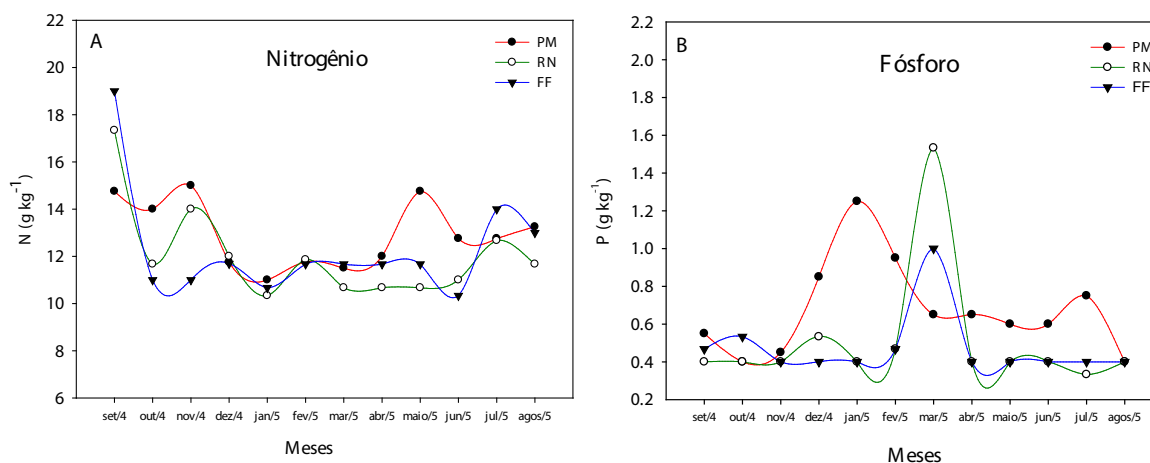 A
Nitrogênio
PM
RN
FF
22
20
18
16
14
12
10
8
6
N (g kg-1)
set/4 out/4 nov/4 dez/4 jan/5 fev/5 mar/5 abr/5 maio/5 jun/5 jul/5 agos/5
Meses
B
Fósforo
PM
RN
FF
2.2
2.0
1.8
1.6
1.4
1.2
1.0
0.8
0.6
0.4
0.2
P (g kg-1)
set/4 out/4 nov/4 dez/4 jan/5 fev/5 mar/5 abr/5 maio/5 jun/5 jul/5 agos/5
Meses